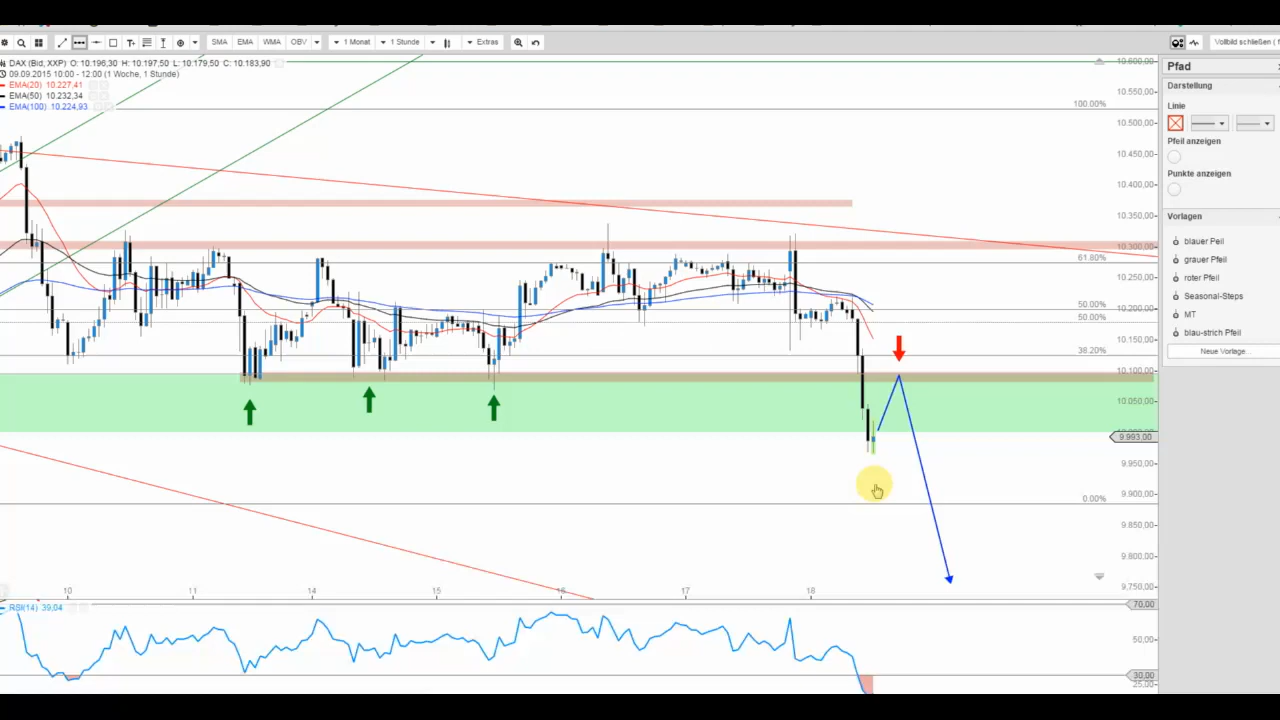 SMA EMA WMA OBV 1 Monat 1 Stunde Extras Vollbild schließen (
DAX (Bid, XXP) O: 10.196,30 H: 10.197,50 L: 10.179,50 C: 10.183,90
09.09.2015 10:00 - 12:00 (1 Woche, 1 Stunde)
EMA(20) 10.227,41
EMA(50) 10.232,34
EMA(100) 10.224,93
10.600,00
10.550,00
100.00%
10.500,00
10.450,00
10.400,00
10.350,00
10.300,00
61.80%
10.250,00
50.00%
10.200,00
50.00%
10.150,00
38.20%
10.100,00
10.050,00
9.993,00
9.950,00
9.900,00
0.00%
9.850,00
9.800,00
9.750,00
10 11 14 15 16 17 18
RSI(14) 39,04
70,00
50,00
30,00
25,00
Pfad
Darstellung
Linie
Pfeil anzeigen
Punkte anzeigen
Vorlagen
blauer Peil
grauer Pfeil
roter Pfeil
Seasonal-Steps
MT
blau-strich Pfeil
Neue Vorlage...